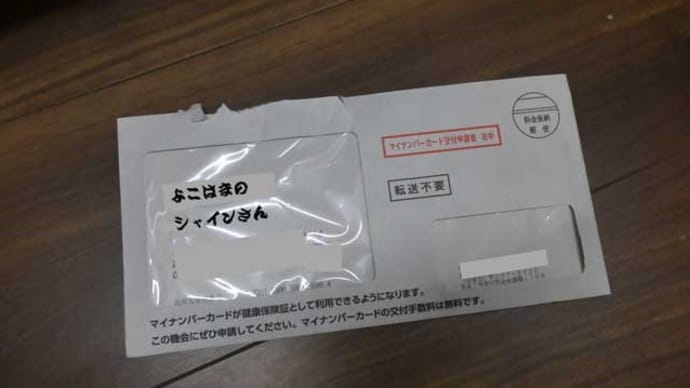 料金後納
郵便
マイナンバーカード交付申請書 在中
転送不要
よこはまの
シャインさん
マイナンバーカードが健康保険証として利用できるようになります。
この機会にぜひ申請してください。マイナンバーカードの交付手数料は無料です。